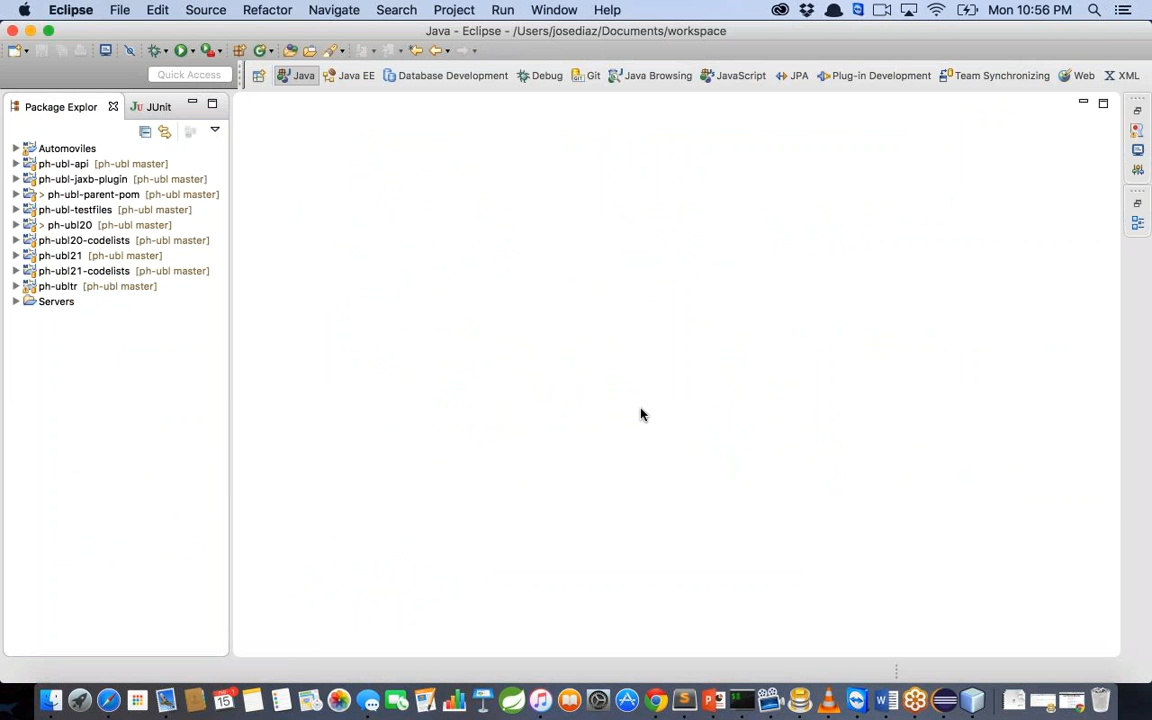 Eclipse File Edit Source Refactor Navigate Search Project Run Window Help Mon 10:56 PM
Java - Eclipse - /Users/josediaz/Documents/workspace
Quick Access Java Java EE Database Development Debug Git Java Browsing JavaScript JPA Plug-in Development Team Synchronizing Web XML
Package Explor JUnit
Automoviles
ph-ubl-api [ph-ubl master]
ph-ubl-jaxb-plugin [ph-ubl master]
> ph-ubl-parent-pom [ph-ubl master]
ph-ubl-testfiles [ph-ubl master]
> ph-ubl20 [ph-ubl master]
ph-ubl20-codelists [ph-ubl master]
ph-ubl21 [ph-ubl master]
ph-ubl21-codelists [ph-ubl master]
ph-ubltr [ph-ubl master]
Servers
15